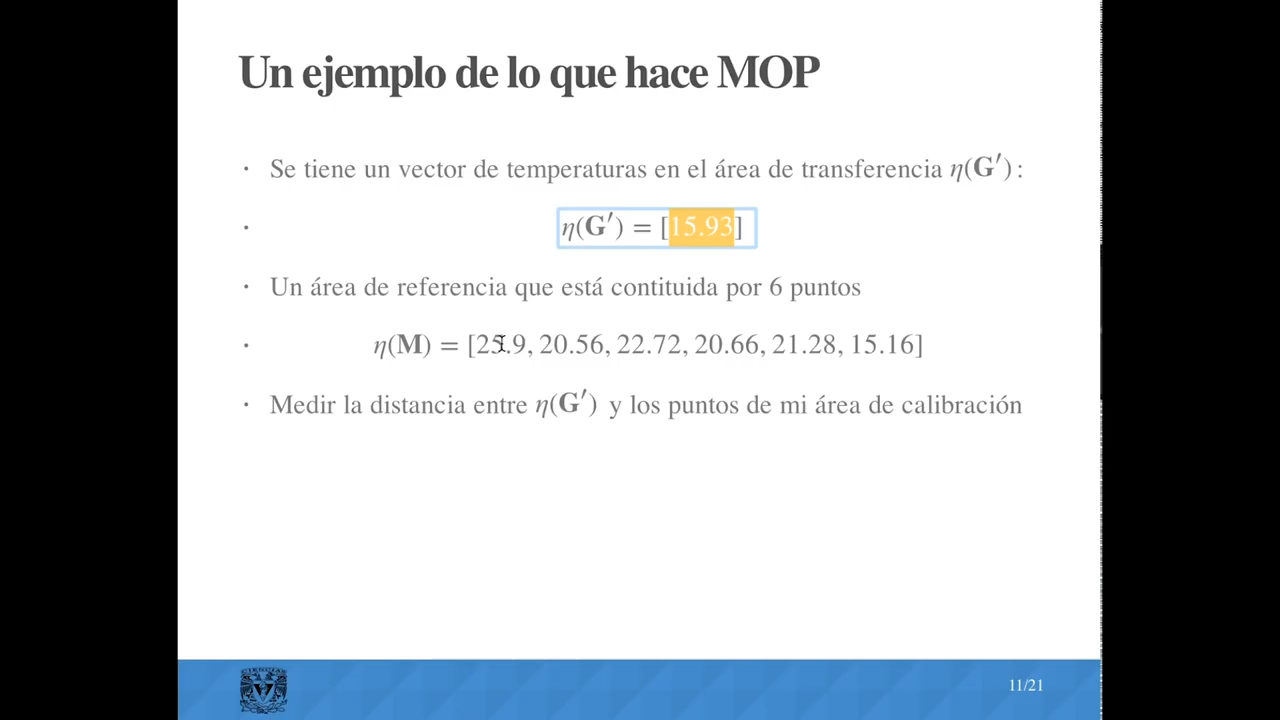 Un ejemplo de lo que hace MOP
· Se tiene un vector de temperaturas en el área de transferencia η(G′):
· η(G′) = [15.93]
· Un área de referencia que está contituida por 6 puntos
· η(M) = [25.9, 20.56, 22.72, 20.66, 21.28, 15.16]
· Medir la distancia entre η(G′) y los puntos de mi área de calibración
CIENCIAS
11/21